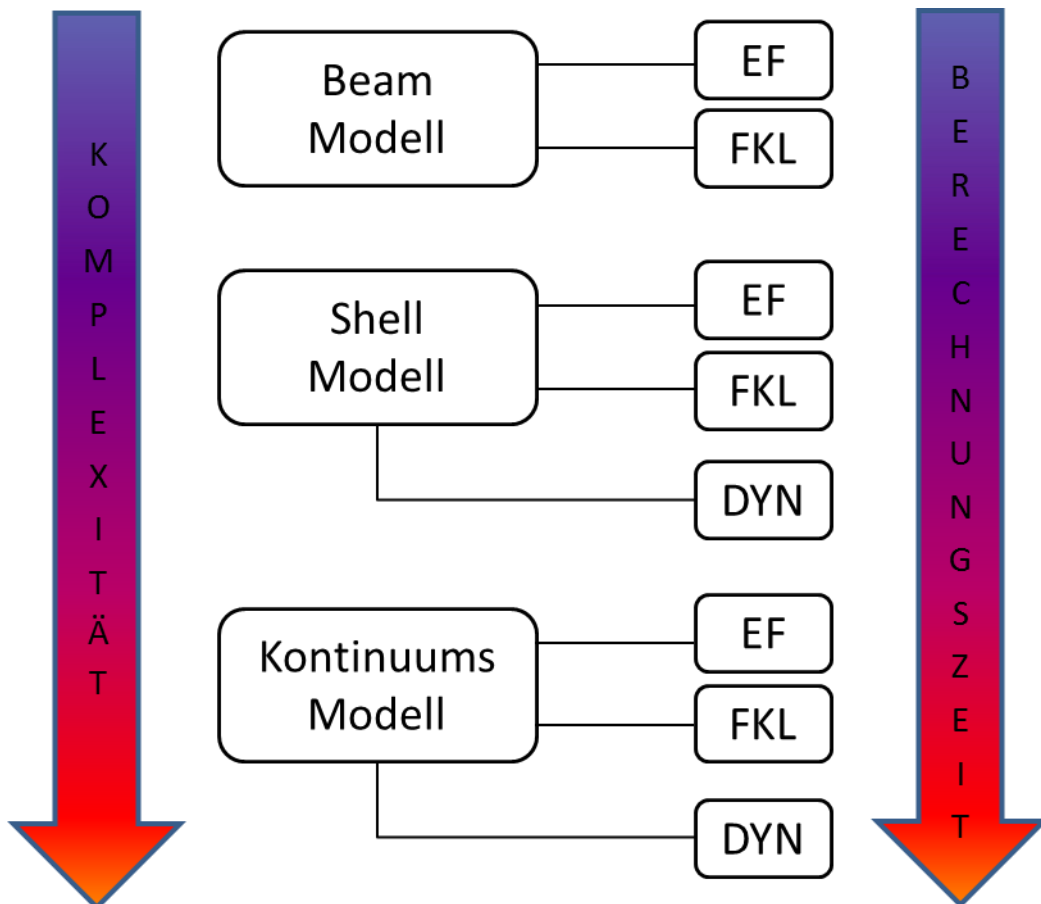 KOMPLEXITÄT
Beam
Modell
EF
FKL
Shell
Modell
EF
FKL
DYN
Kontinuums
Modell
EF
FKL
DYN
BERECHNUNGSZEIT